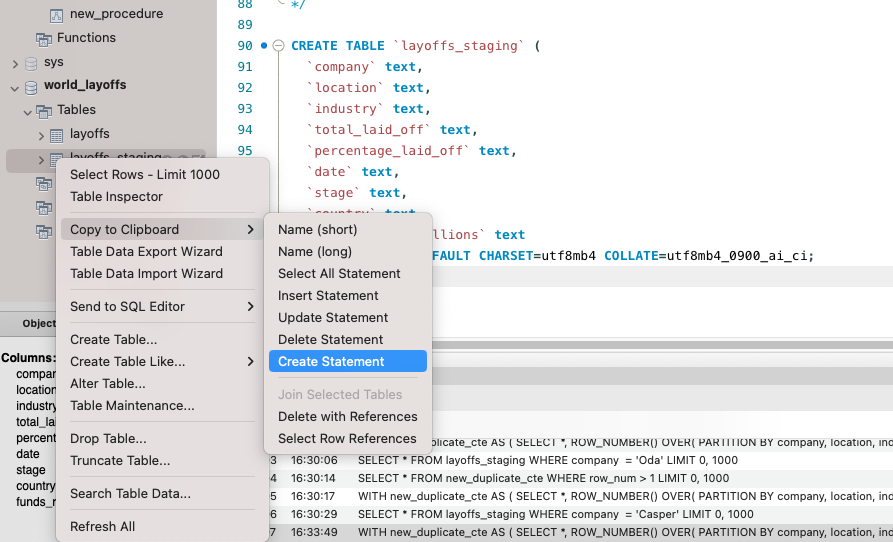 new_procedure
Functions
sys
world_layoffs
Tables
layoffs
layoffs_staging
88 */
89
90 CREATE TABLE `layoffs_staging` (
91 `company` text,
92 `location` text,
93 `industry` text,
94 `total_laid_off` text,
95 `percentage_laid_off` text,
`date` text,
`stage` text,
`country` text
llions` text
FAULT CHARSET=utf8mb4 COLLATE=utf8mb4_0900_ai_ci;
Select Rows - Limit 1000
Table Inspector
Copy to Clipboard
Table Data Export Wizard
Table Data Import Wizard
Send to SQL Editor
Create Table...
Create Table Like...
Alter Table...
Table Maintenance...
Drop Table...
Truncate Table...
Search Table Data...
Refresh All
Name (short)
Name (long)
Select All Statement
Insert Statement
Update Statement
Delete Statement
Create Statement
Join Selected Tables
Delete with References
Select Row References
Object
Columns:
compan
location
industry
total_lai
percent
date
stage
country
funds_r
plicate_cte AS ( SELECT *, ROW_NUMBER() OVER( PARTITION BY company, location, ind
3 16:30:06 SELECT * FROM layoffs_staging WHERE company = 'Oda' LIMIT 0, 1000
4 16:30:14 SELECT * FROM new_duplicate_cte WHERE row_num > 1 LIMIT 0, 1000
5 16:30:17 WITH new_duplicate_cte AS ( SELECT *, ROW_NUMBER() OVER( PARTITION BY company, location, ind
6 16:30:29 SELECT * FROM layoffs_staging WHERE company = 'Casper' LIMIT 0, 1000
7 16:33:49 WITH new_duplicate_cte AS ( SELECT *, ROW_NUMBER() OVER( PARTITION BY company, location, ind